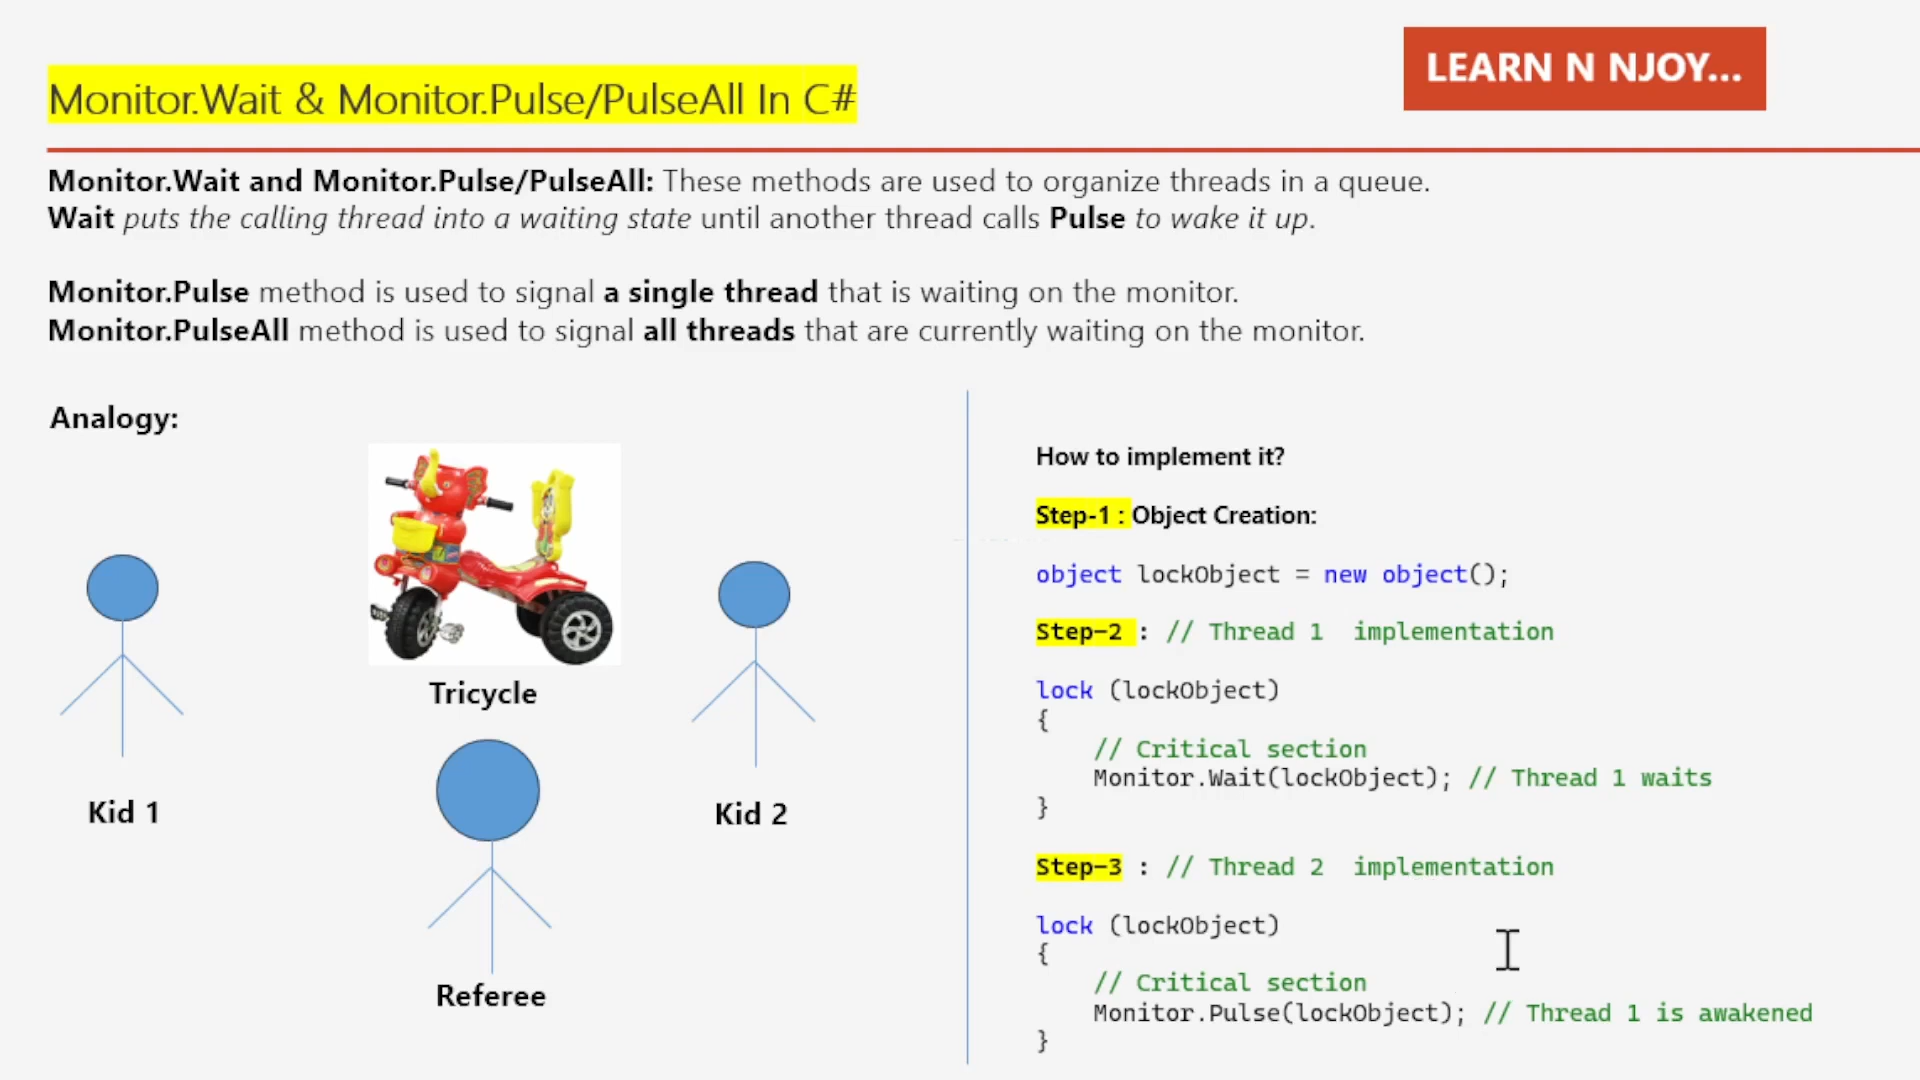 LEARN N NJOY...
Monitor.Wait & Monitor.Pulse/PulseAll In C#
Monitor.Wait and Monitor.Pulse/PulseAll: These methods are used to organize threads in a queue.
Wait puts the calling thread into a waiting state until another thread calls Pulse to wake it up.
Monitor.Pulse method is used to signal a single thread that is waiting on the monitor.
Monitor.PulseAll method is used to signal all threads that are currently waiting on the monitor.
Analogy:
Tricycle
Kid 1
Kid 2
Referee
How to implement it?
Step-1 : Object Creation:
object lockObject = new object();
Step-2 : // Thread 1  implementation
lock (lockObject)
{
    // Critical section
    Monitor.Wait(lockObject); // Thread 1 waits
}
Step-3 : // Thread 2  implementation
lock (lockObject)
{
    // Critical section
    Monitor.Pulse(lockObject); // Thread 1 is awakened
}